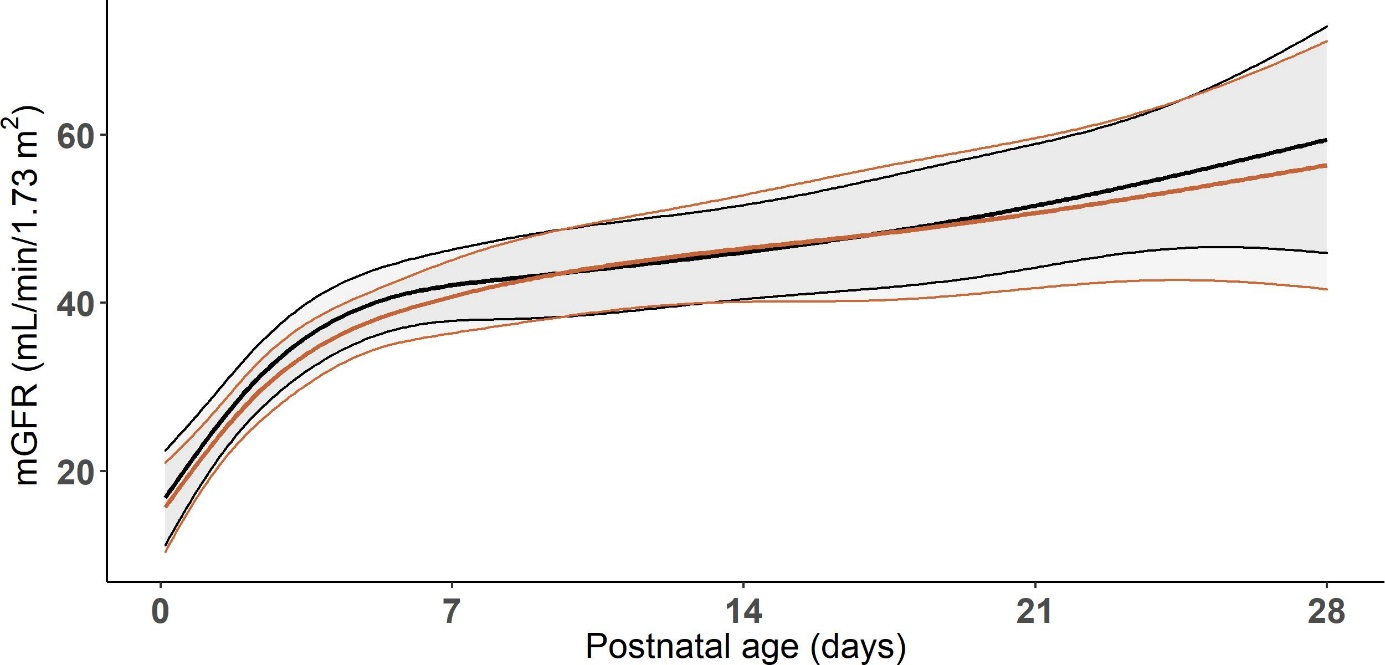 mGFR (mL/min/1.73 m²)
60
40
20
0 7 14 21 28
Postnatal age (days)